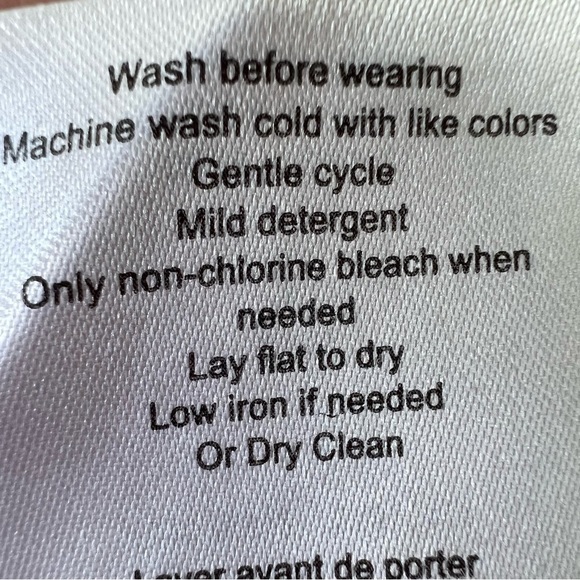 Wash before wearing
Machine wash cold with like colors
Gentle cycle
Mild detergent
Only non-chlorine bleach when
needed
Lay flat to dry
Low iron if needed
Or Dry Clean
Laver avant de porter